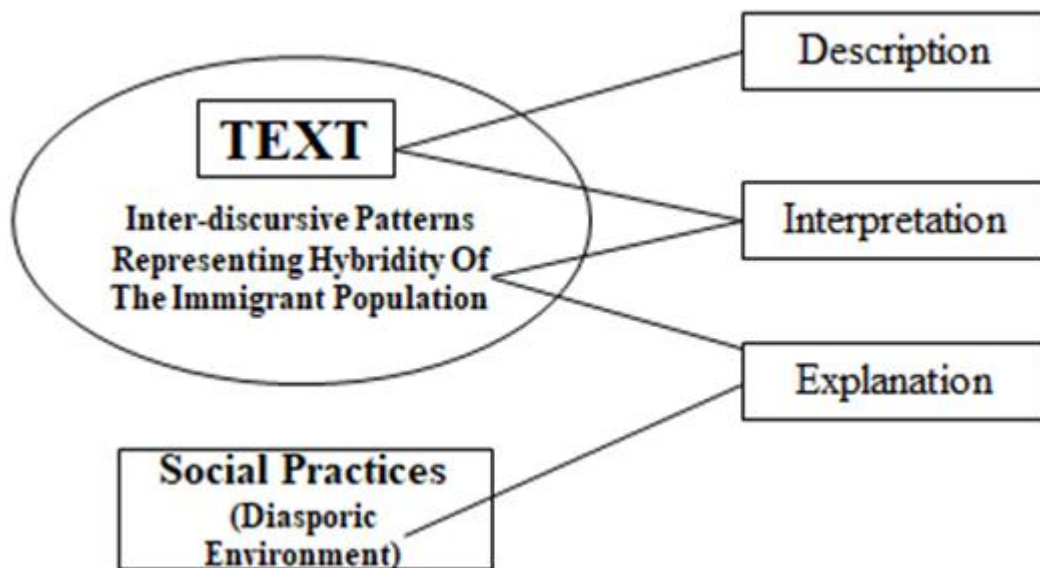 Description
TEXT
Inter-discursive Patterns
Representing Hybridity Of
The Immigrant Population
Interpretation
Explanation
Social Practices
(Diasporic
Environment)